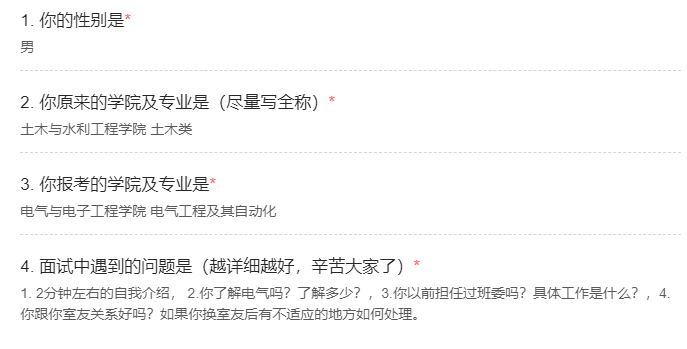 1. 你的性别是*
男
2. 你原来的学院及专业是（尽量写全称）*
土木与水利工程学院 土木类
3. 你报考的学院及专业是*
电气与电子工程学院 电气工程及其自动化
4. 面试中遇到的问题是（越详细越好，辛苦大家了）*
1. 2分钟左右的自我介绍， 2.你了解电气吗？了解多少？，3.你以前担任过班委吗？具体工作是什么？，4.
你跟你室友关系好吗？如果你换室友后有不适应的地方如何处理。